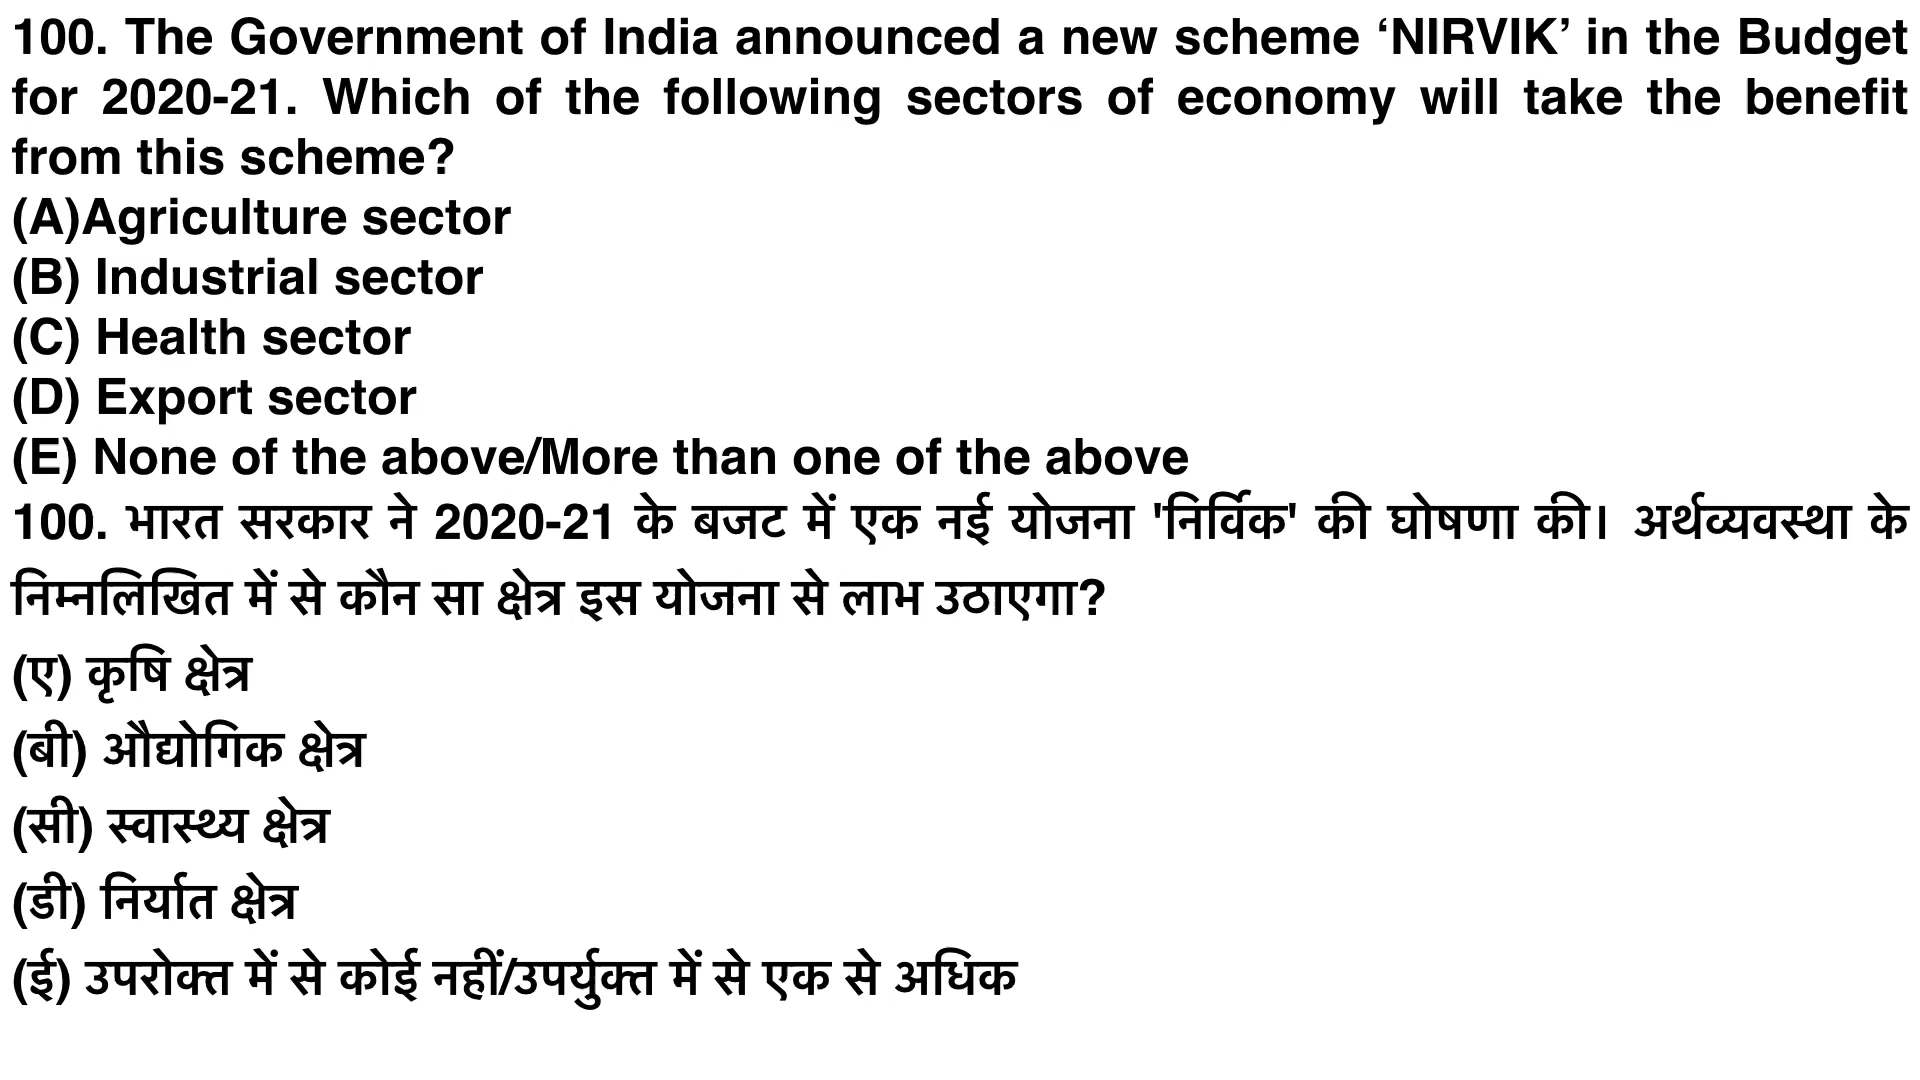 100. The Government of India announced a new scheme ‘NIRVIK’ in the Budget
for 2020-21. Which of the following sectors of economy will take the benefit
from this scheme?
(A)Agriculture sector
(B) Industrial sector
(C) Health sector
(D) Export sector
(E) None of the above/More than one of the above
100. भारत सरकार ने 2020-21 के बजट में एक नई योजना 'निर्विक' की घोषणा की। अर्थव्यवस्था के
निम्नलिखित में से कौन सा क्षेत्र इस योजना से लाभ उठाएगा?
(ए) कृषि क्षेत्र
(बी) औद्योगिक क्षेत्र
(सी) स्वास्थ्य क्षेत्र
(डी) निर्यात क्षेत्र
(ई) उपरोक्त में से कोई नहीं/उपर्युक्त में से एक से अधिक